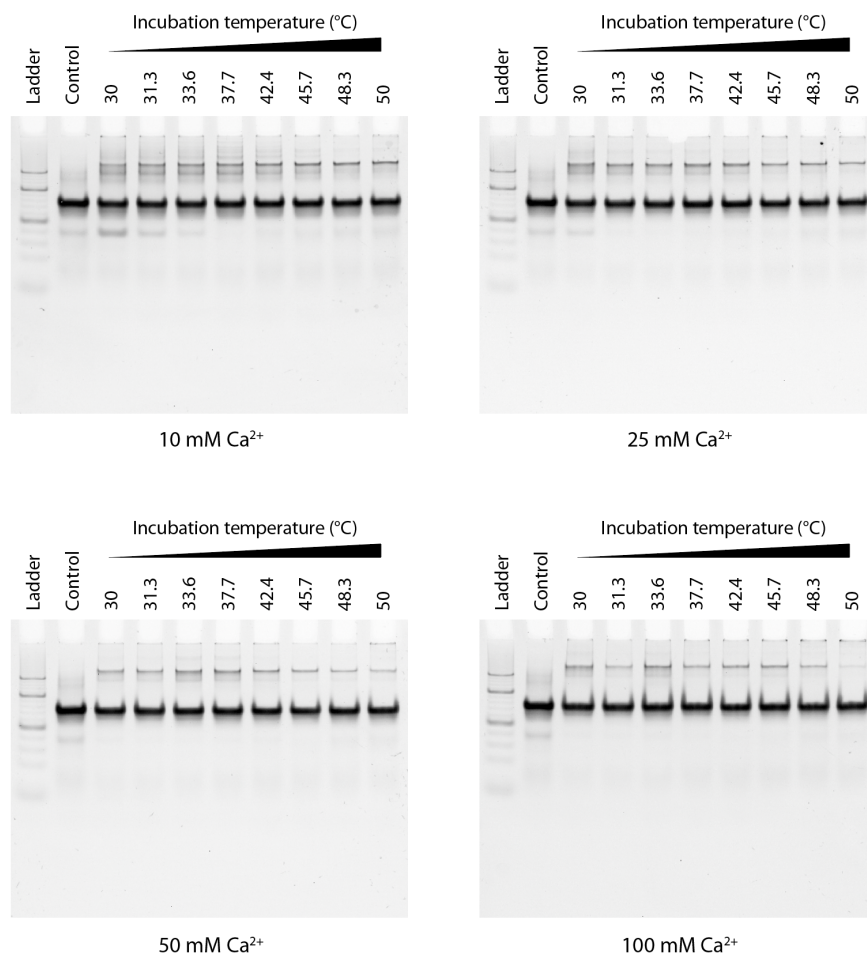 Incubation temperature (°C)
Ladder Control 30 31.3 33.6 37.7 42.4 45.7 48.3 50
10 mM Ca²⁺
Incubation temperature (°C)
Ladder Control 30 31.3 33.6 37.7 42.4 45.7 48.3 50
25 mM Ca²⁺
Incubation temperature (°C)
Ladder Control 30 31.3 33.6 37.7 42.4 45.7 48.3 50
50 mM Ca²⁺
Incubation temperature (°C)
Ladder Control 30 31.3 33.6 37.7 42.4 45.7 48.3 50
100 mM Ca²⁺